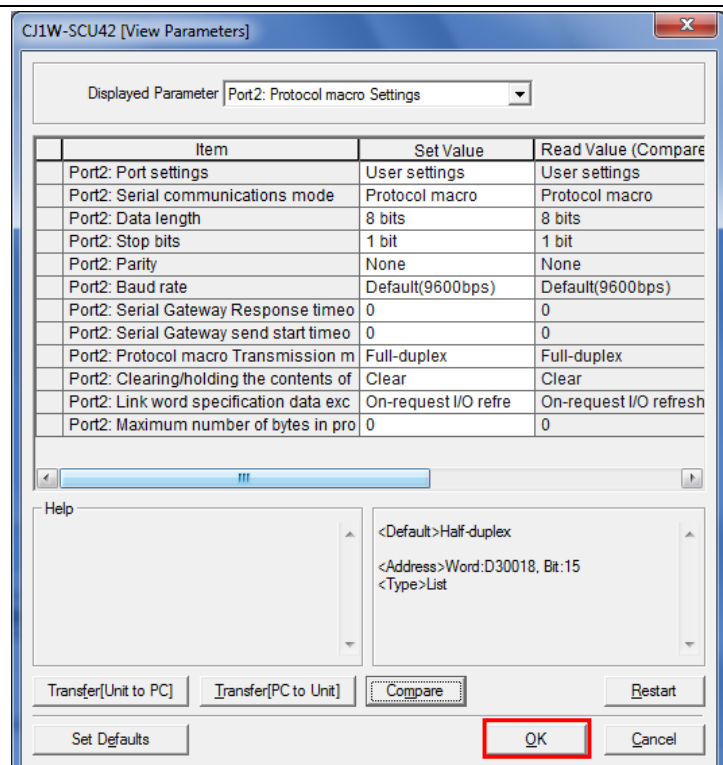 CJ1W-SCU42 [View Parameters]
Displayed Parameter Port2: Protocol macro Settings
Item Set Value Read Value (Compare
Port2: Port settings User settings User settings
Port2: Serial communications mode Protocol macro Protocol macro
Port2: Data length 8 bits 8 bits
Port2: Stop bits 1 bit 1 bit
Port2: Parity None None
Port2: Baud rate Default(9600bps) Default(9600bps)
Port2: Serial Gateway Response timeo 0 0
Port2: Serial Gateway send start timeo 0 0
Port2: Protocol macro Transmission m Full-duplex Full-duplex
Port2: Clearing/holding the contents of Clear Clear
Port2: Link word specification data exc On-request I/O refre On-request I/O refresh
Port2: Maximum number of bytes in pro 0 0
Help
<Default>Half-duplex
<Address>Word:D30018, Bit:15
<Type>List
Transfer[Unit to PC] Transfer[PC to Unit] Compare Restart
Set Defaults OK Cancel